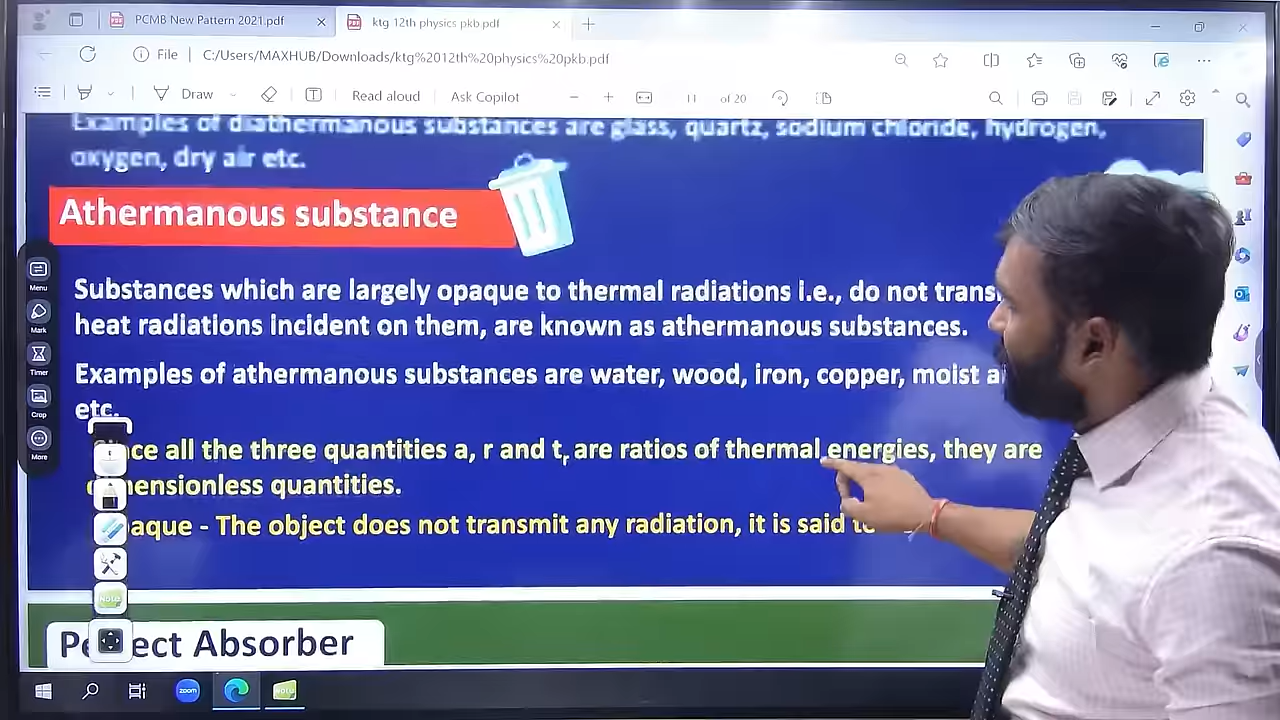 PCMB New Pattern 2021.pdf
ktg 12th physics pkb.pdf
File
C:/Users/MAXHUB/Downloads/ktg%2012th%20physics%20pkb.pdf
Draw
Read aloud
Ask Copilot
11 of 20
Examples of diathermanous substances are glass, quartz, sodium chloride, hydrogen,
oxygen, dry air etc.
Athermanous substance
Substances which are largely opaque to thermal radiations i.e., do not
heat radiations incident on them, are known as athermanous substances.
Examples of athermanous substances are water, wood, iron, copper, moist
etc.
all the three quantities a, r and tr are ratios of thermal energies, they are
quantities.
- The object does not transmit any radiation, it is said to
Absorber
Menu
Mark
Timer
Crop
More
zoom